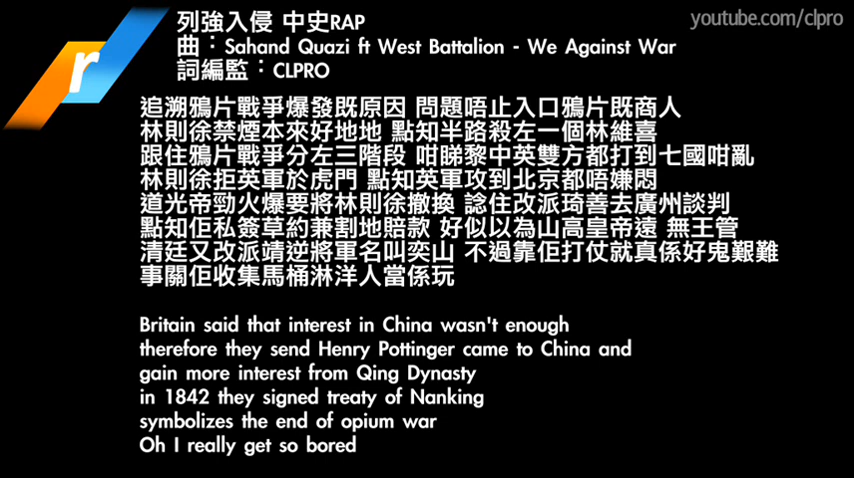 youtube.com/clpro
r
列強入侵 中史RAP
曲：Sahand Quazi ft West Battalion - We Against War
詞編監：CLPRO
追溯鴉片戰爭爆發既原因 問題唔止入口鴉片既商人
林則徐禁煙本來好地地 點知半路殺左一個林維喜
跟住鴉片戰爭分左三階段 咁睇黎中英雙方都打到七國咁亂
林則徐拒英軍於虎門 點知英軍攻到北京都唔嫌悶
道光帝勁火爆要將林則徐撤換 諗住改派琦善去廣州談判
點知佢私簽草約兼割地賠款 好似以為山高皇帝遠 無王管
清廷又改派靖逆將軍名叫奕山 不過靠佢打仗就真係好鬼艱難
事關佢收集馬桶淋洋人當係玩
Britain said that interest in China wasn't enough
therefore they send Henry Pottinger came to China and
gain more interest from Qing Dynasty
in 1842 they signed treaty of Nanking
symbolizes the end of opium war
Oh I really get so bored